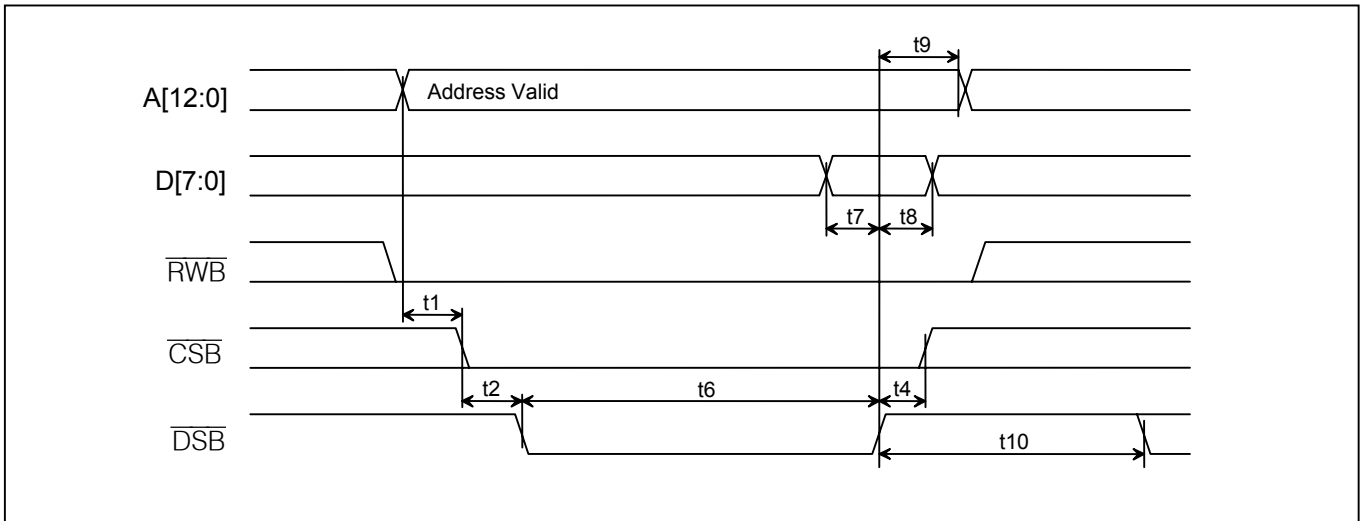 t9
A[12:0]
Address Valid
D[7:0]
t7
t8
RWB
t1
CSB
t2
t6
t4
DSB
t10